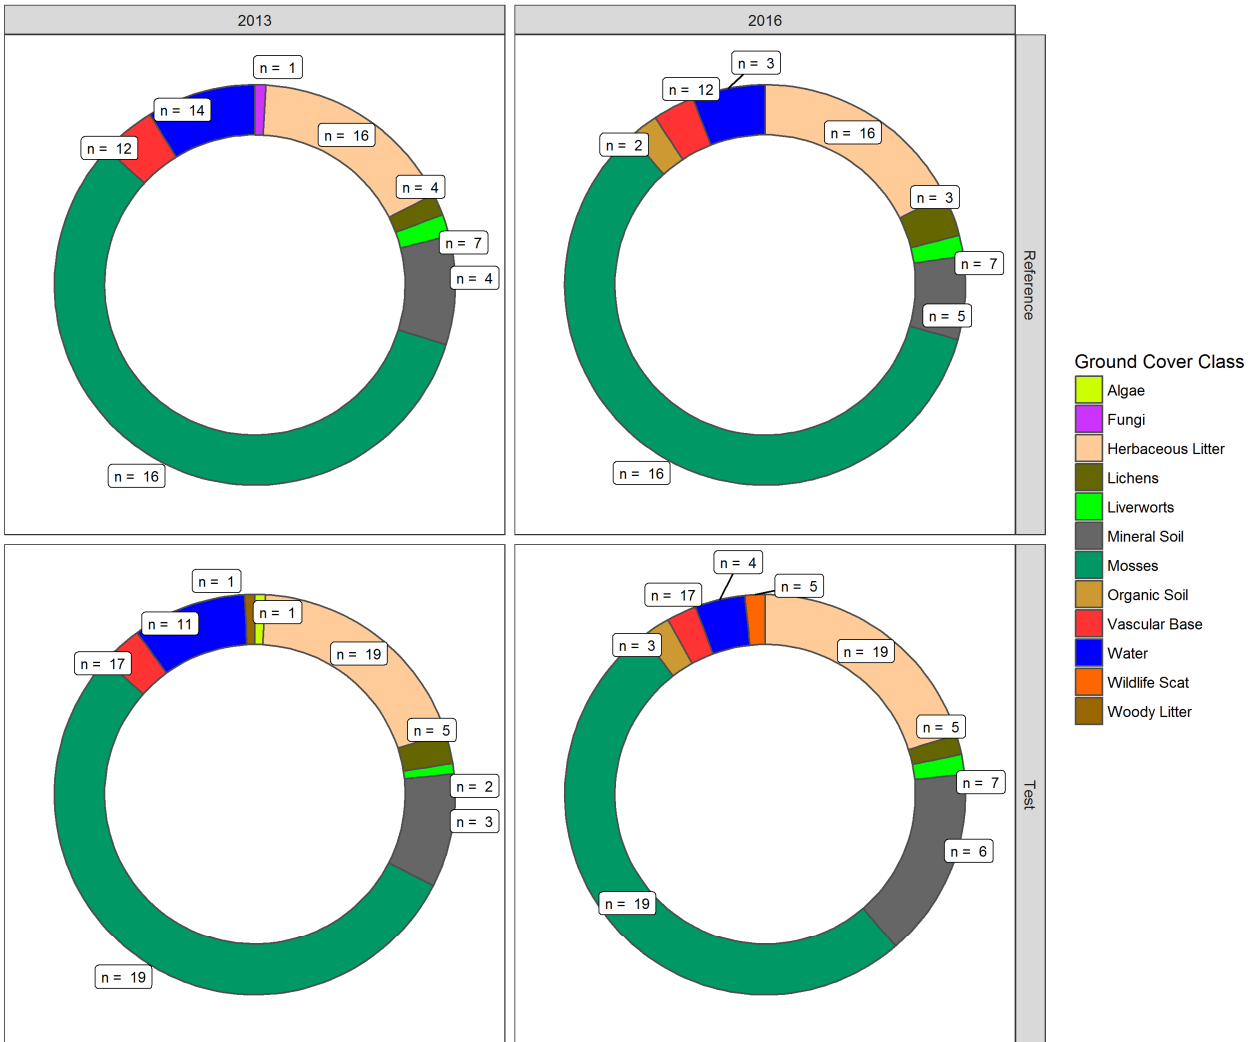 2013
2016
n = 1
n = 14
n = 16
n = 12
n = 4
n = 7
n = 4
n = 16
n = 3
n = 12
n = 16
n = 2
n = 3
n = 7
n = 5
n = 16
Reference
n = 1
n = 1
n = 11
n = 19
n = 17
n = 5
n = 2
n = 3
n = 19
n = 4
n = 5
n = 17
n = 19
n = 3
n = 5
n = 7
n = 6
n = 19
Test
Ground Cover Class
Algae
Fungi
Herbaceous Litter
Lichens
Liverworts
Mineral Soil
Mosses
Organic Soil
Vascular Base
Water
Wildlife Scat
Woody Litter